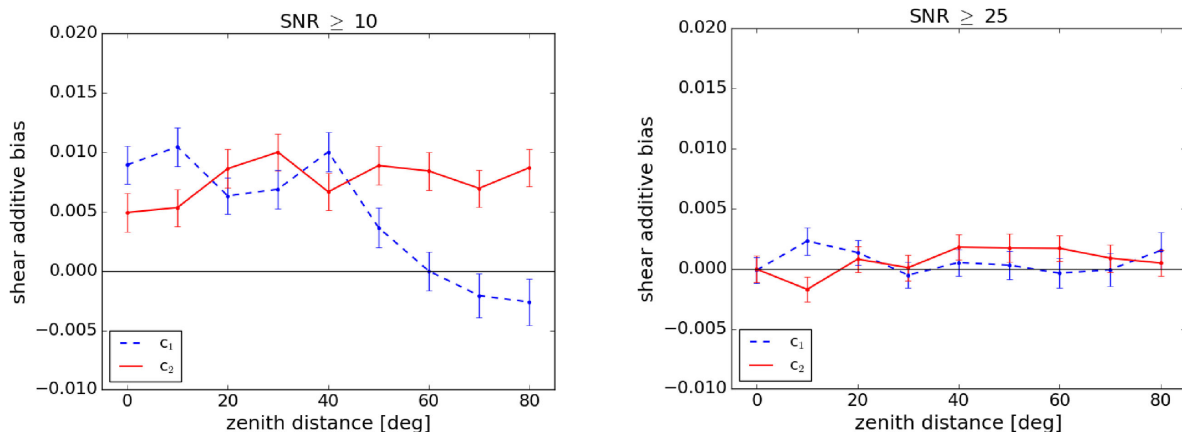 SNR ≥ 10
0.020
0.015
0.010
0.005
0.000
−0.005
−0.010
shear additive bias
c₁
c₂
0 20 40 60 80
zenith distance [deg]
SNR ≥ 25
0.020
0.015
0.010
0.005
0.000
−0.005
−0.010
shear additive bias
c₁
c₂
0 20 40 60 80
zenith distance [deg]